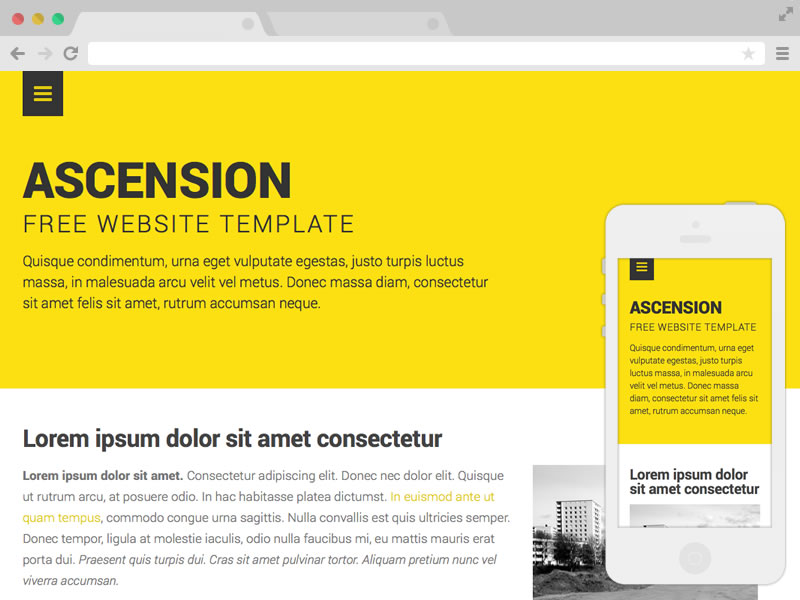 ASCENSION
FREE WEBSITE TEMPLATE
Quisque condimentum, urna eget vulputate egestas, justo turpis luctus
massa, in malesuada arcu velit vel metus. Donec massa diam, consectetur
sit amet felis sit amet, rutrum accumsan neque.
Lorem ipsum dolor sit amet consectetur
Lorem ipsum dolor sit amet. Consectetur adipiscing elit. Donec nec dolor elit. Quisque
ut rutrum arcu, at posuere odio. In hac habitasse platea dictumst. In euismod ante ut
quam tempus, commodo congue urna sagittis. Nulla convallis est quis ultricies semper.
Donec tempor, ligula at molestie iaculis, odio nulla faucibus mi, eu mattis mauris erat
porta dui. Praesent quis turpis dui. Cras sit amet pulvinar tortor. Aliquam pretium nunc vel
viverra accumsan.
ASCENSION
FREE WEBSITE TEMPLATE
Quisque condimentum, urna eget
vulputate egestas, justo turpis
luctus massa, in malesuada arcu
velit vel metus. Donec massa
diam, consectetur sit amet felis sit
amet, rutrum accumsan neque.
Lorem ipsum dolor
sit amet consectetur